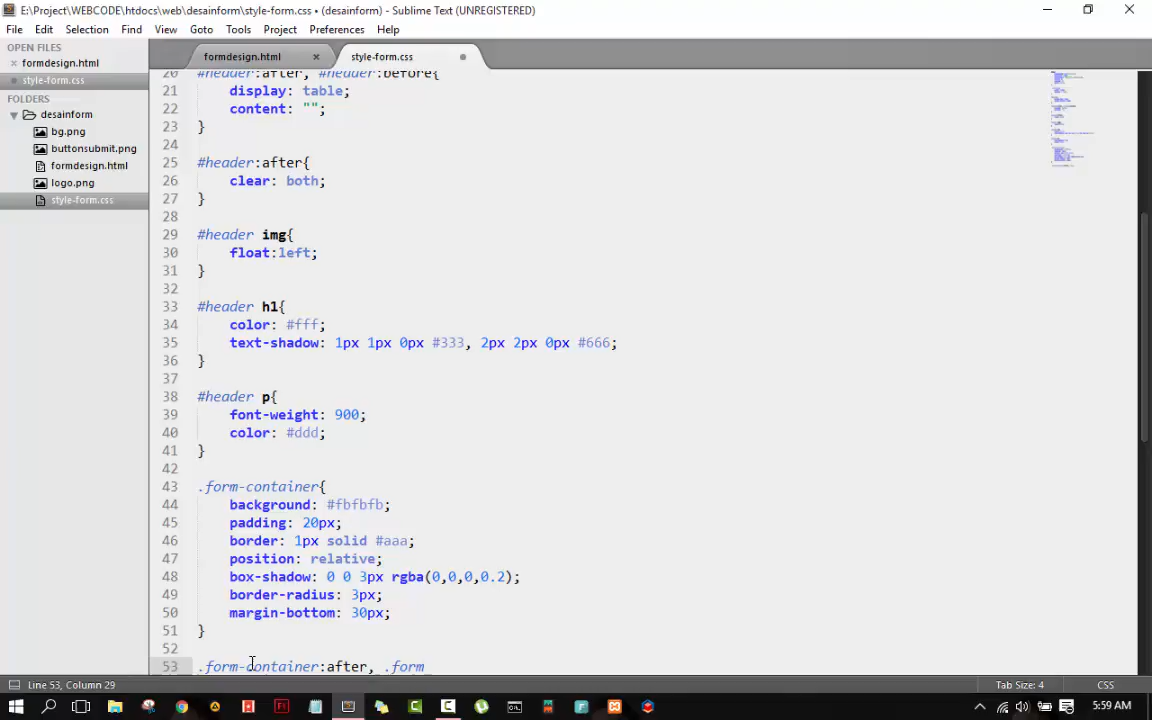 E:\Project\WEBCODE\htdocs\web\desainform\style-form.css • (desainform) - Sublime Text (UNREGISTERED)
File Edit Selection Find View Goto Tools Project Preferences Help
OPEN FILES
formdesign.html
style-form.css
FOLDERS
desainform
bg.png
buttonsubmit.png
formdesign.html
logo.png
style-form.css
formdesign.html style-form.css
20 #header:after, #header:before{
21 display: table;
22 content: "";
23 }
24
25 #header:after{
26 clear: both;
27 }
28
29 #header img{
30 float:left;
31 }
32
33 #header h1{
34 color: #fff;
35 text-shadow: 1px 1px 0px #333, 2px 2px 0px #666;
36 }
37
38 #header p{
39 font-weight: 900;
40 color: #ddd;
41 }
42
43 .form-container{
44 background: #fbfbfb;
45 padding: 20px;
46 border: 1px solid #aaa;
47 position: relative;
48 box-shadow: 0 0 3px rgba(0,0,0,0.2);
49 border-radius: 3px;
50 margin-bottom: 30px;
51 }
52
53 .form-container:after, .form
Line 53, Column 29 Tab Size: 4 CSS
5:59 AM